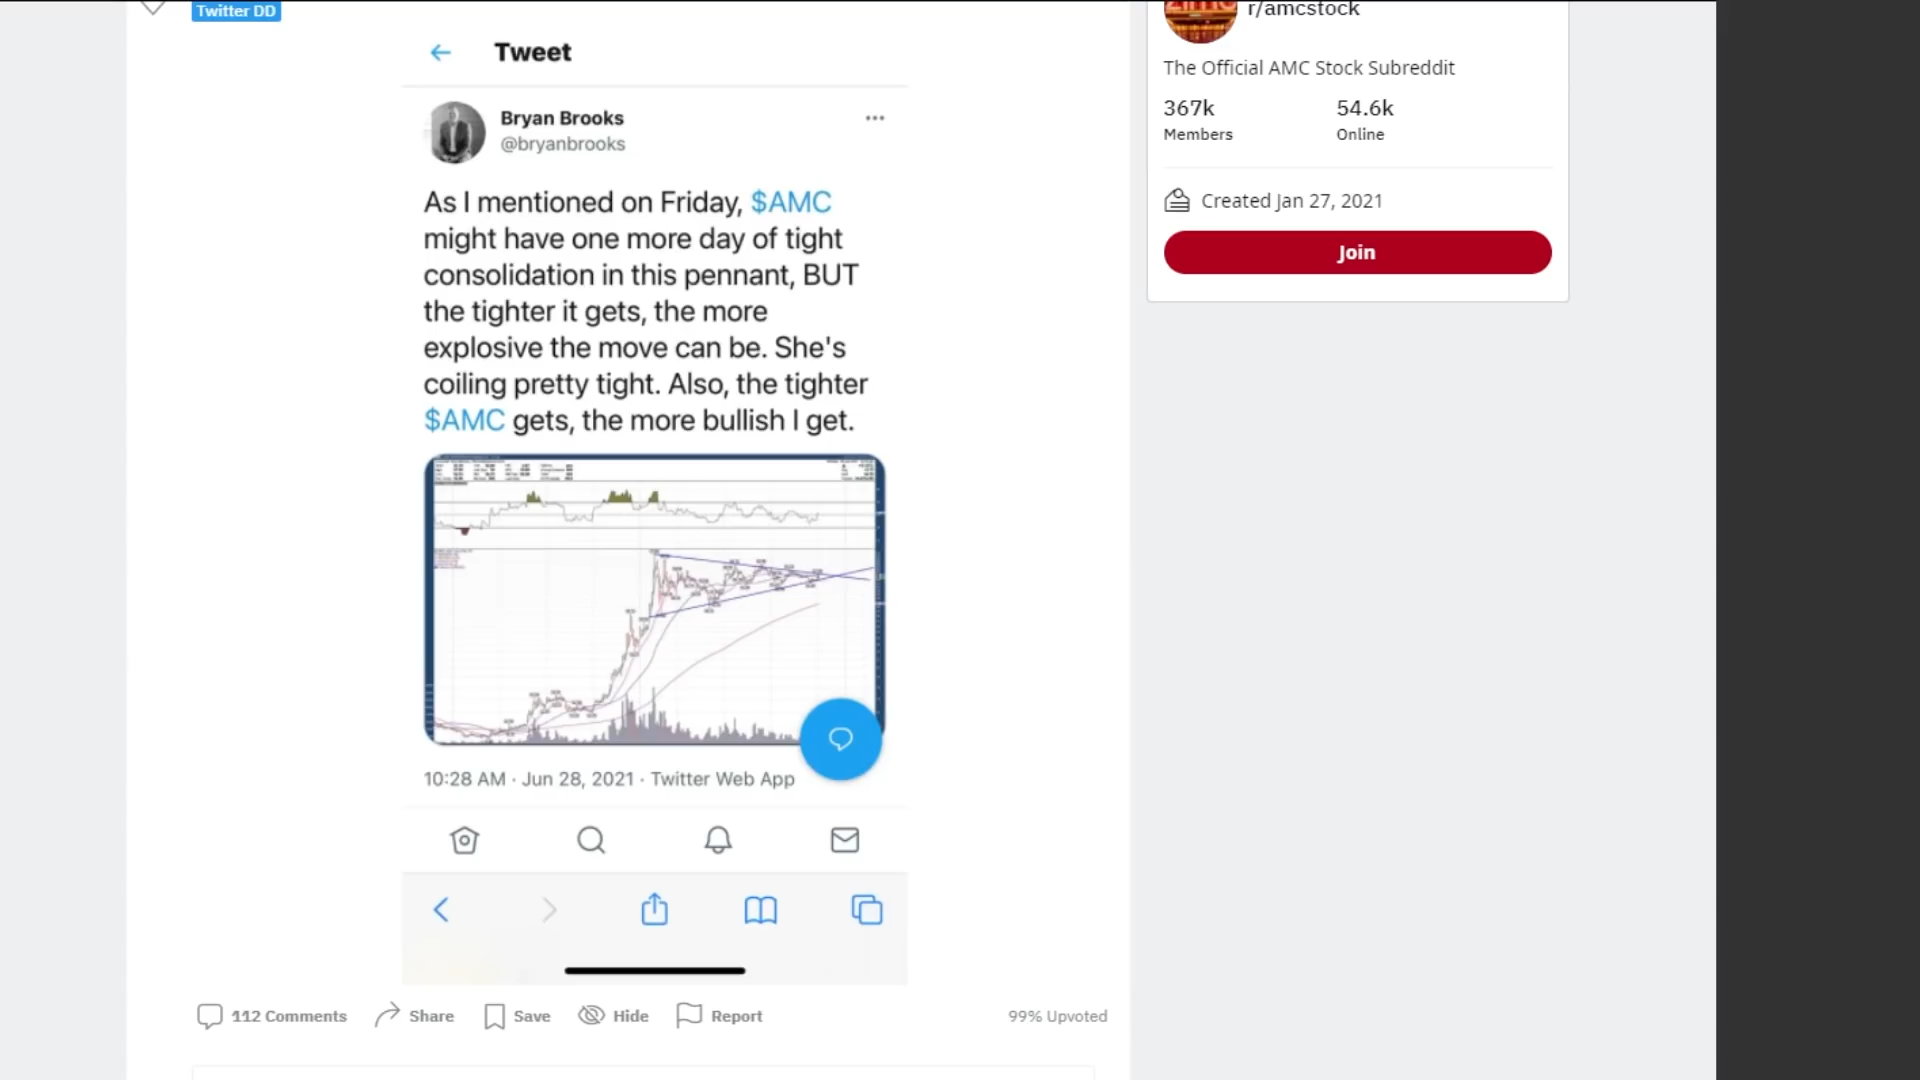 Twitter DD
Tweet
Bryan Brooks
@bryanbrooks
As I mentioned on Friday, $AMC
might have one more day of tight
consolidation in this pennant, BUT
the tighter it gets, the more
explosive the move can be. She's
coiling pretty tight. Also, the tighter
$AMC gets, the more bullish I get.
10:28 AM · Jun 28, 2021 · Twitter Web App
112 Comments Share Save Hide Report 99% Upvoted
r/amcstock
The Official AMC Stock Subreddit
367k 54.6k
Members Online
Created Jan 27, 2021
Join